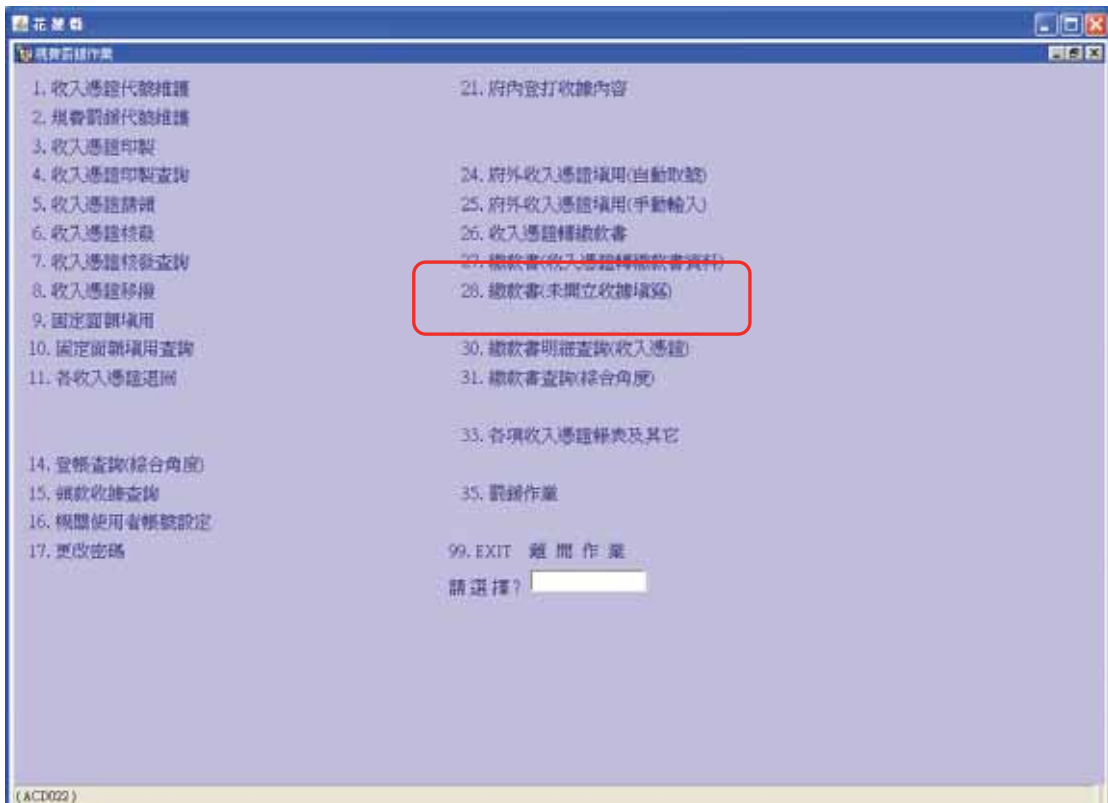 花蓮縣
規費罰鍰作業
1. 收入憑證代號維護
2. 規費罰鍰代號維護
3. 收入憑證印製
4. 收入憑證印製查詢
5. 收入憑證請領
6. 收入憑證核發
7. 收入憑證核發查詢
8. 收入憑證移撥
9. 固定面額填用
10. 固定面額填用查詢
11. 各收入憑證退回
14. 登帳查詢(綜合角度)
15. 領款收據查詢
16. 機關使用者帳號設定
17. 更改密碼
21. 府內登打收據內容
24. 府外收入憑證填用(自動取號)
25. 府外收入憑證填用(手動輸入)
26. 收入憑證轉繳款書
27. 繳款書(收入憑證轉繳款書資料)
28. 繳款書(未開立收據填寫)
30. 繳款書明細查詢(收入憑證)
31. 繳款書查詢(綜合角度)
33. 各項收入憑證報表及其它
35. 罰鍰作業
99. EXIT 離 開 作 業
請 選 擇 ?
(ACD022)